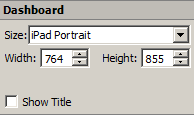 Dashboard
Size: iPad Portrait
Width: 764 Height: 855
Show Title